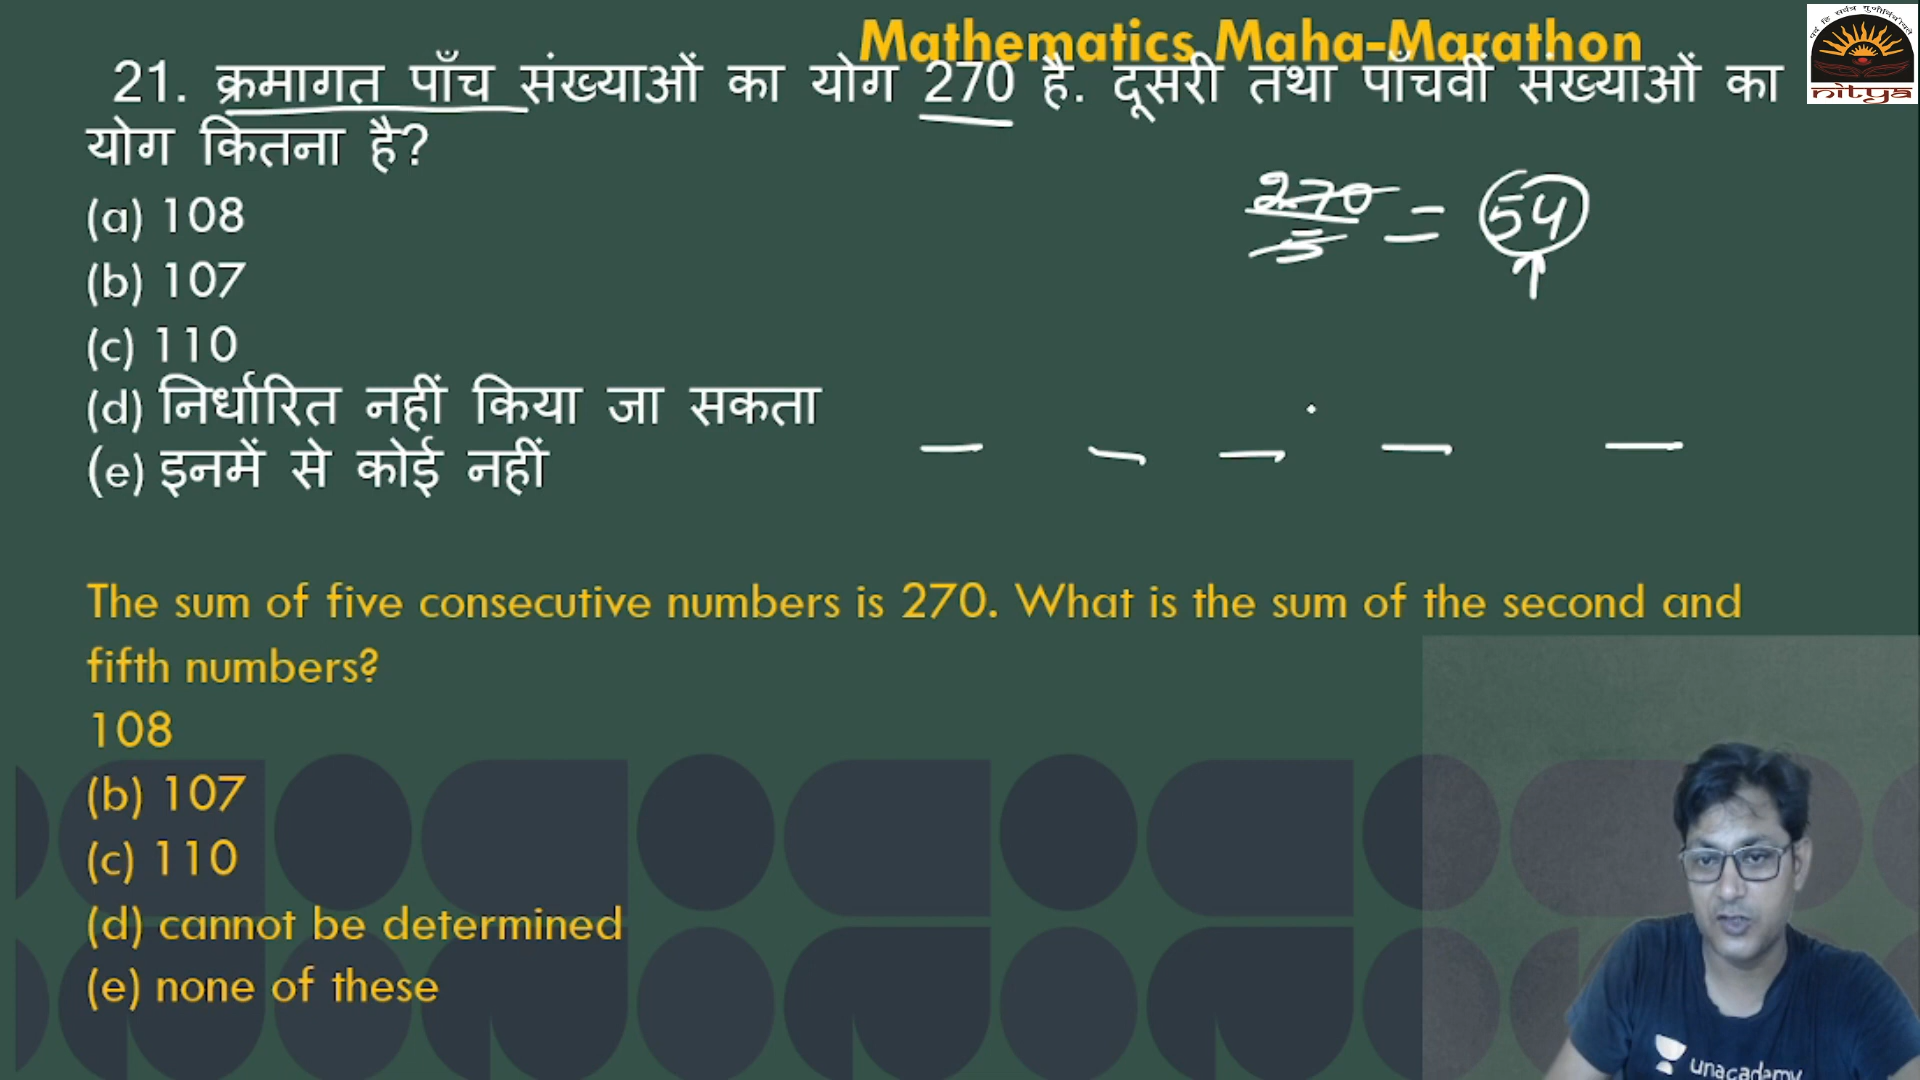 Mathematics Maha-Marathon
21. क्रमागत पाँच संख्याओं का योग 270 है. दूसरी तथा पाँचवीं संख्याओं का
योग कितना है?
(a) 108
(b) 107
(c) 110
(d) निर्धारित नहीं किया जा सकता
(e) इनमें से कोई नहीं
270/5 = 54
The sum of five consecutive numbers is 270. What is the sum of the second and
fifth numbers?
108
(b) 107
(c) 110
(d) cannot be determined
(e) none of these
nitya
unacademy